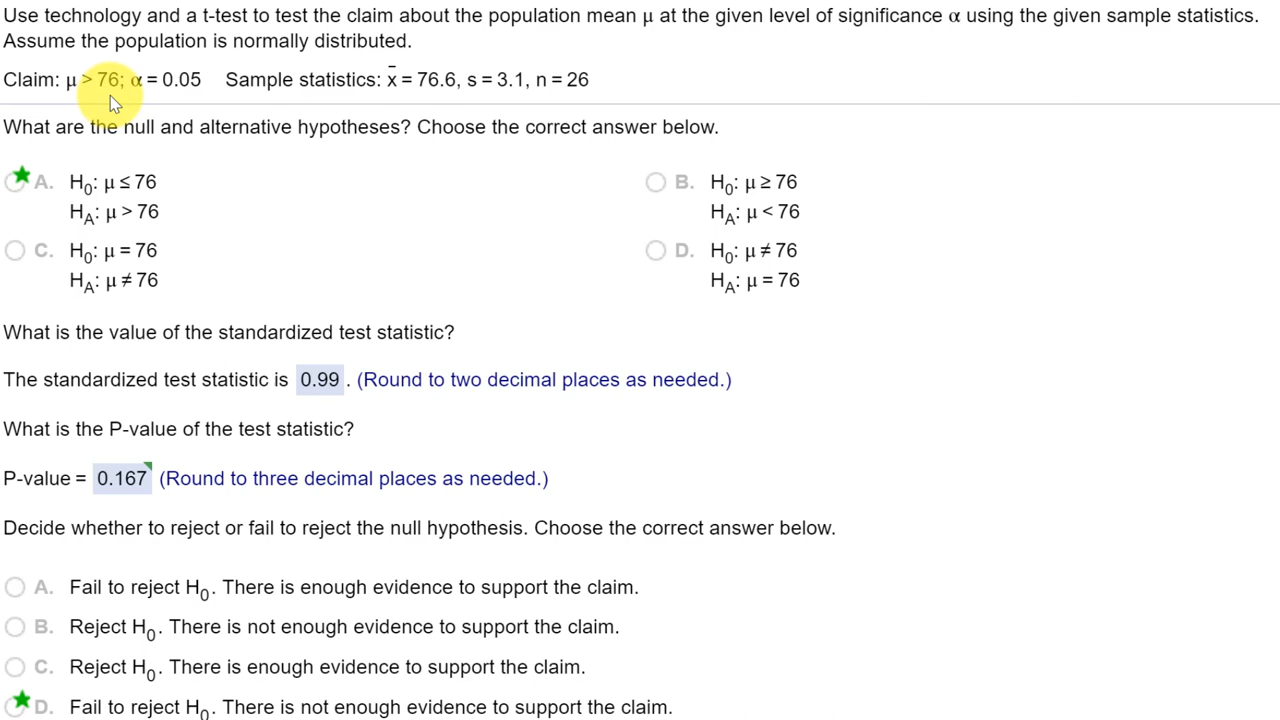 Use technology and a t-test to test the claim about the population mean μ at the given level of significance α using the given sample statistics.
Assume the population is normally distributed.
Claim: μ > 76; α = 0.05 Sample statistics: x̄ = 76.6, s = 3.1, n = 26
What are the null and alternative hypotheses? Choose the correct answer below.
A. H₀: μ ≤ 76
H_A: μ > 76
B. H₀: μ ≥ 76
H_A: μ < 76
C. H₀: μ = 76
H_A: μ ≠ 76
D. H₀: μ ≠ 76
H_A: μ = 76
What is the value of the standardized test statistic?
The standardized test statistic is 0.99 . (Round to two decimal places as needed.)
What is the P-value of the test statistic?
P-value = 0.167 (Round to three decimal places as needed.)
Decide whether to reject or fail to reject the null hypothesis. Choose the correct answer below.
A. Fail to reject H₀. There is enough evidence to support the claim.
B. Reject H₀. There is not enough evidence to support the claim.
C. Reject H₀. There is enough evidence to support the claim.
D. Fail to reject H₀. There is not enough evidence to support the claim.